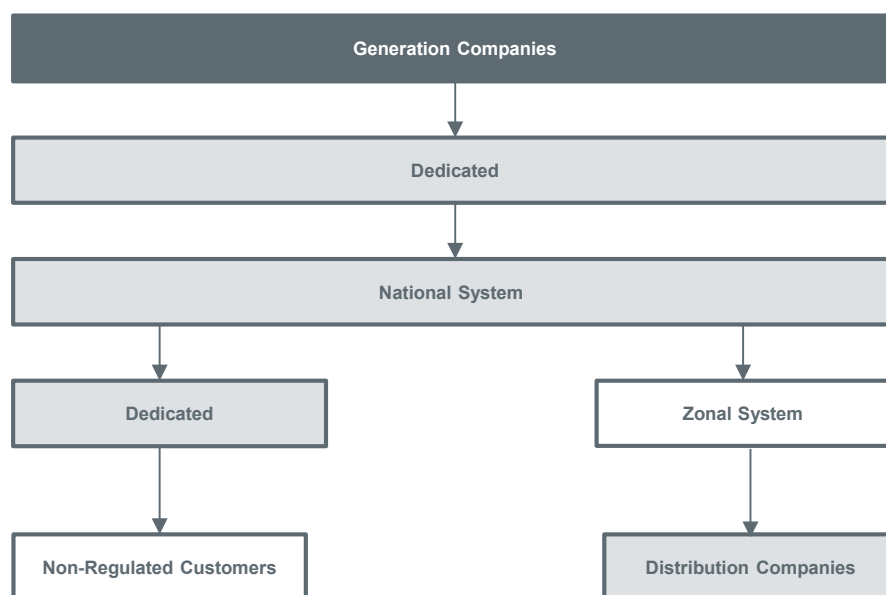 Generation Companies
Dedicated
National System
Dedicated
Zonal System
Non-Regulated Customers
Distribution Companies